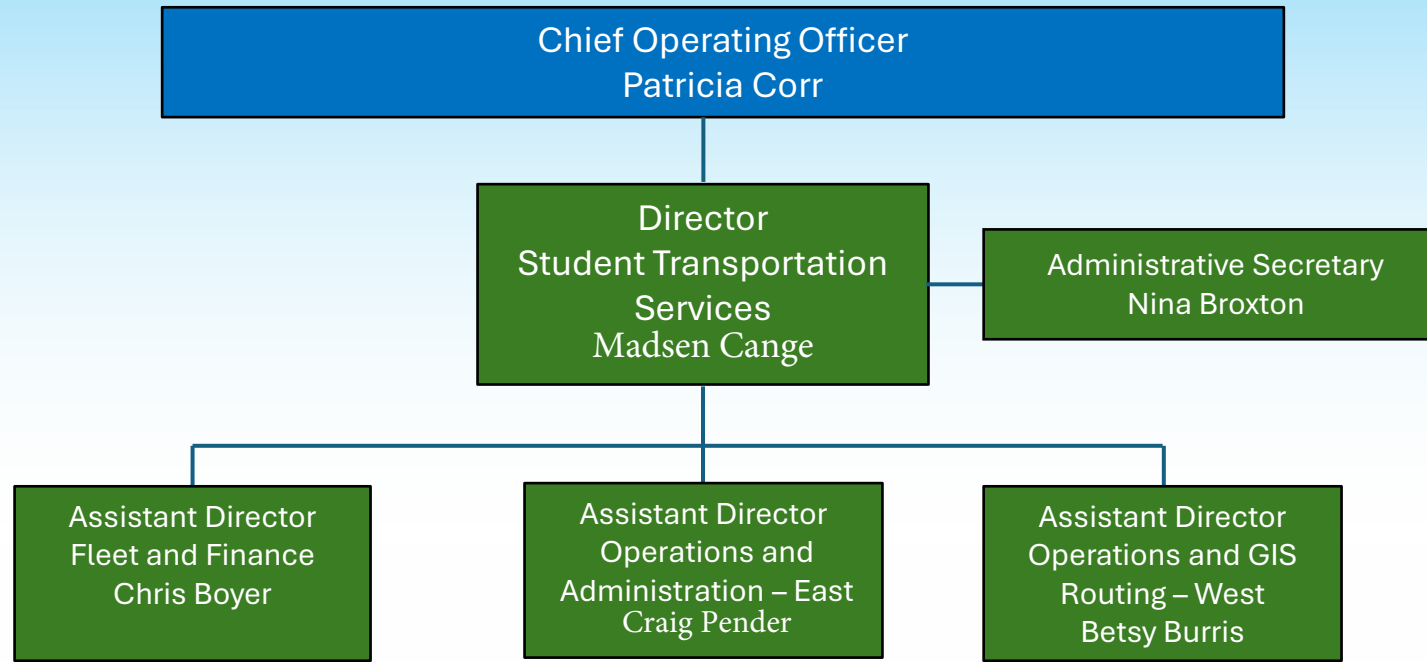 Chief Operating Officer
Patricia Corr
Director
Student Transportation
Services
Madsen Cange
Administrative Secretary
Nina Broxton
Assistant Director
Fleet and Finance
Chris Boyer
Assistant Director
Operations and
Administration – East
Craig Pender
Assistant Director
Operations and GIS
Routing – West
Betsy Burris